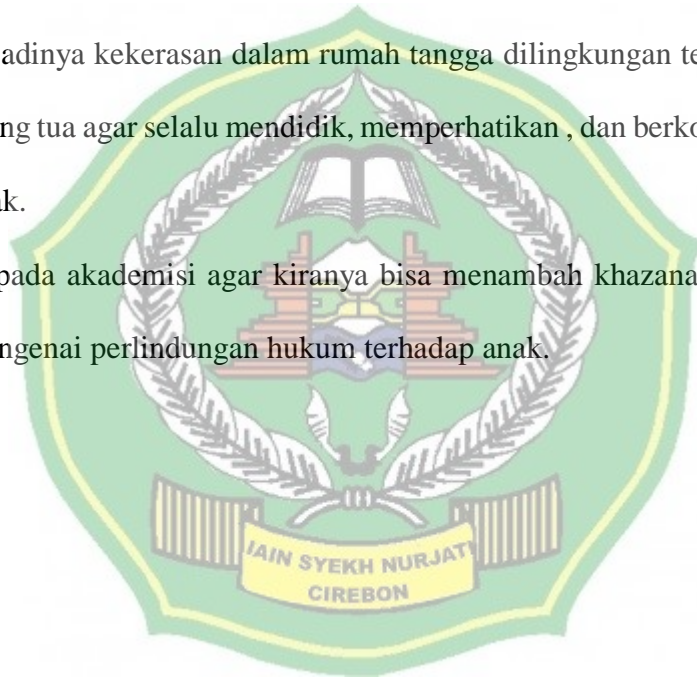 adinya kekerasan dalam rumah tangga dilingkungan te
ng tua agar selalu mendidik, memperhatikan , dan berko
ak.
pada akademisi agar kiranya bisa menambah khazana
ngenai perlindungan hukum terhadap anak.
IAIN SYEKH NURJATI
CIREBON